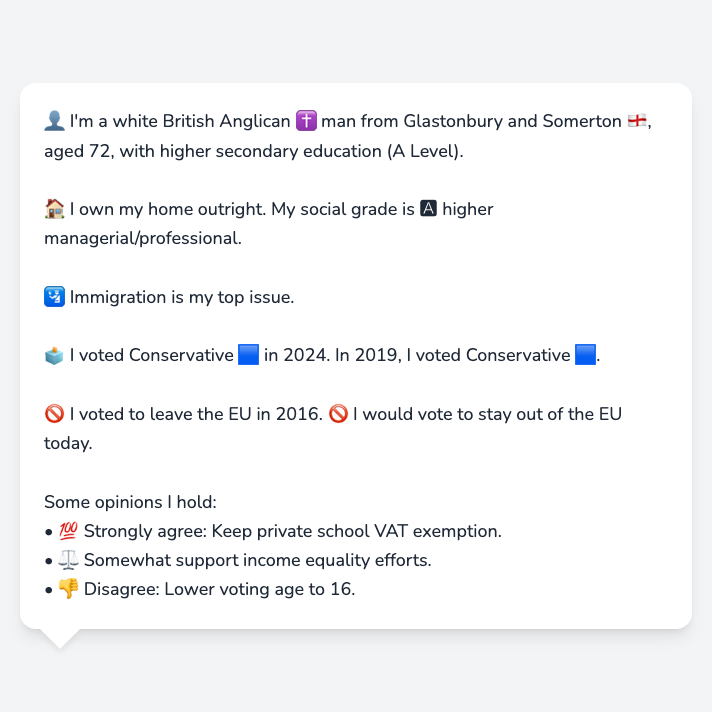 👤 I'm a white British Anglican ✝️ man from Glastonbury and Somerton 🏴󠁧󠁢󠁥󠁮󠁧󠁿,
aged 72, with higher secondary education (A Level).
🏠 I own my home outright. My social grade is 🅰 higher
managerial/professional.
🛂 Immigration is my top issue.
🗳️ I voted Conservative 🟦 in 2024. In 2019, I voted Conservative 🟦.
🚫 I voted to leave the EU in 2016. 🚫 I would vote to stay out of the EU
today.
Some opinions I hold:
• 💯 Strongly agree: Keep private school VAT exemption.
• ⚖️ Somewhat support income equality efforts.
• 👎 Disagree: Lower voting age to 16.